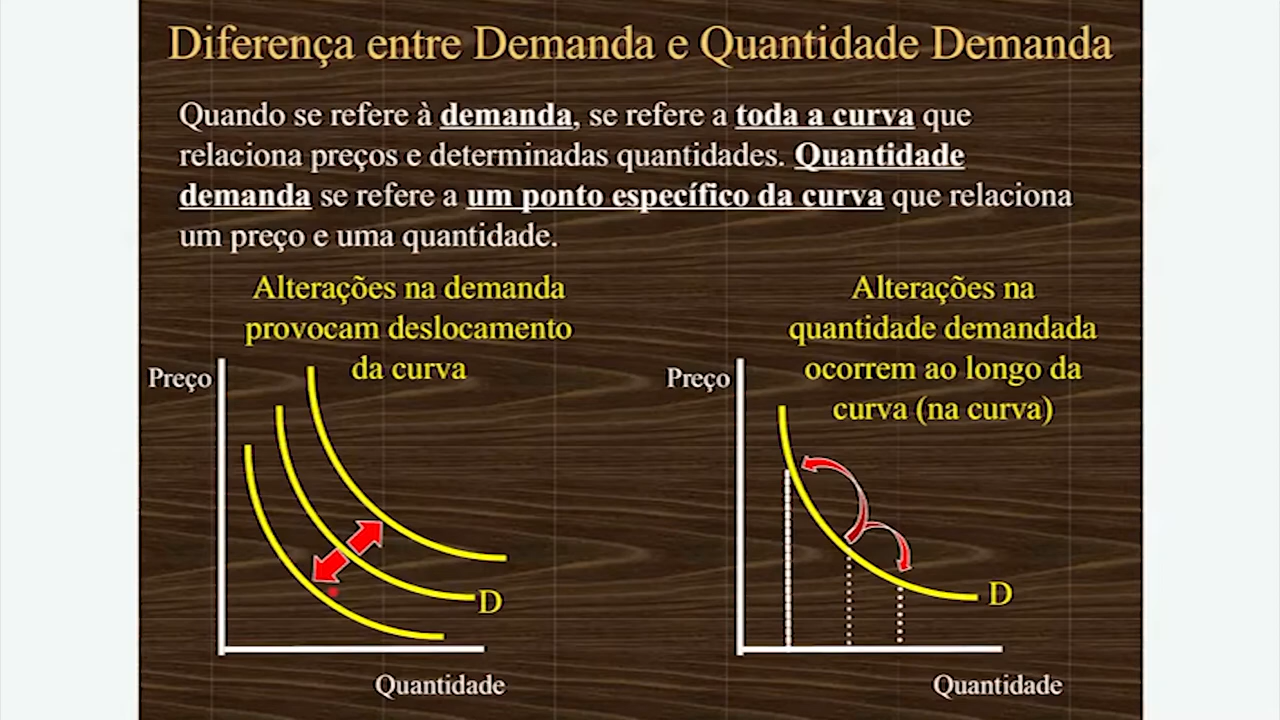 Diferença entre Demanda e Quantidade Demanda
Quando se refere à demanda, se refere a toda a curva que
relaciona preços e determinadas quantidades. Quantidade
demanda se refere a um ponto específico da curva que relaciona
um preço e uma quantidade.
Alterações na demanda
provocam deslocamento
da curva
Preço
D
Quantidade
Alterações na
quantidade demandada
ocorrem ao longo da
curva (na curva)
Preço
D
Quantidade